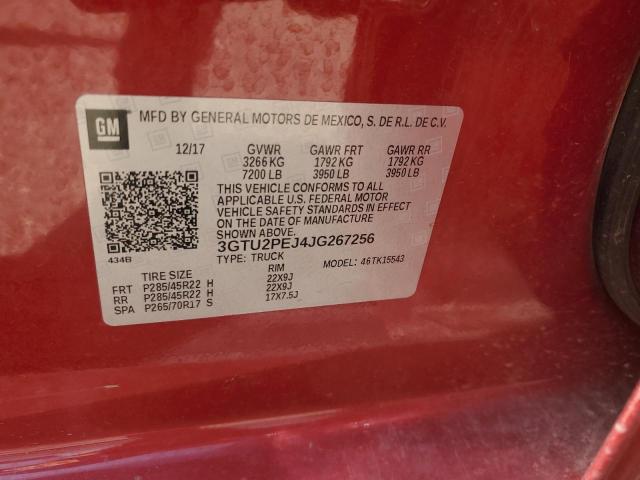 GM
MFD BY GENERAL MOTORS DE MEXICO, S. DE R.L. DE C.V.
12/17 GVWR GAWR FRT GAWR RR
3266 KG 1792 KG 1792 KG
7200 LB 3950 LB 3950 LB
THIS VEHICLE CONFORMS TO ALL
APPLICABLE U.S. FEDERAL MOTOR
VEHICLE SAFETY STANDARDS IN EFFECT
ON THE DATE OF MANUFACTURE
SHOWN ABOVE.
434B 3GTU2PEJ4JG267256
TYPE: TRUCK MODEL: 46TK15543
TIRE SIZE RIM
FRT P285/45R22 H 22X9J
RR P285/45R22 H 22X9J
SPA P265/70R17 S 17X7.5J